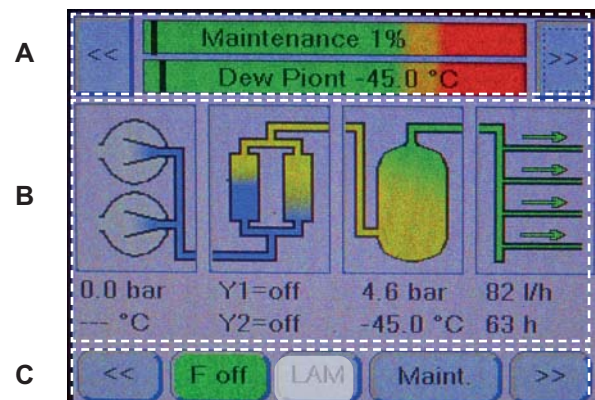 A
<< Maintenance 1% >>
Dew Piont -45.0 °C
B
0.0 bar Y1=off 4.6 bar 82 l/h
--- °C Y2=off -45.0 °C 63 h
C
<< F off LAM Maint. >>